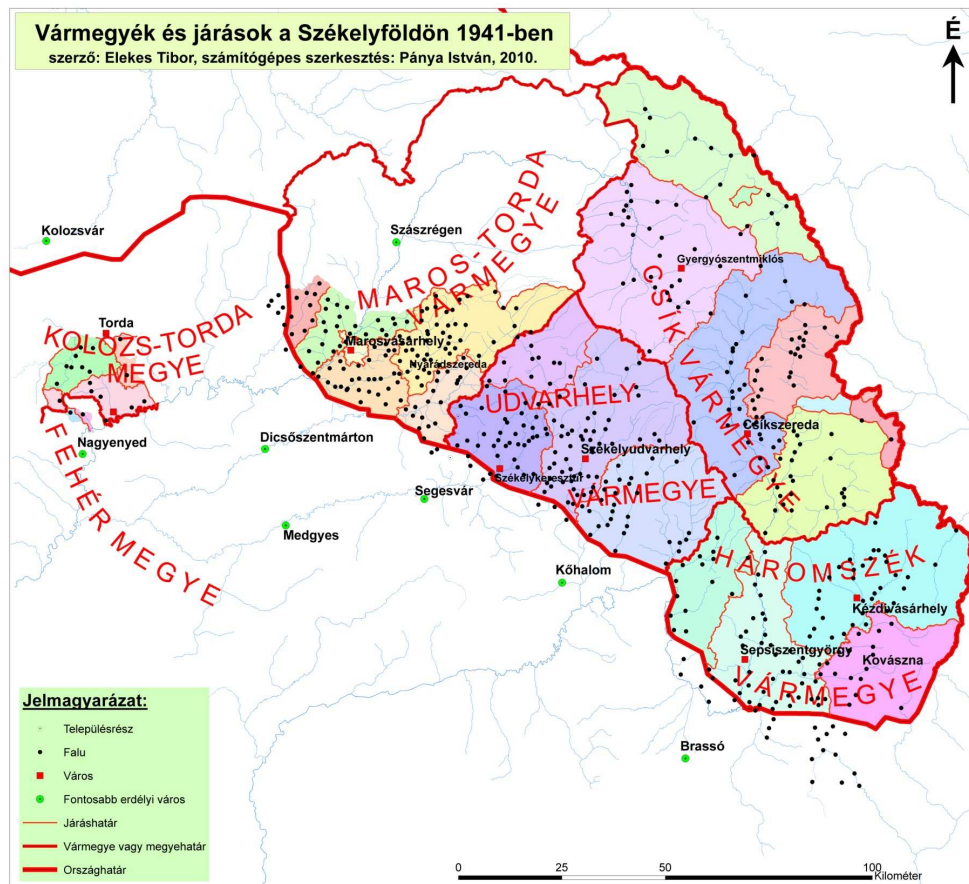 Vármegyék és járások a Székelyföldön 1941-ben
szerző: Elekes Tibor, számítógépes szerkesztés: Pánya István, 2010.
É
Kolozsvár
Szászrégen
MAROS-TORDA
VÁRMEGYE
Gyergyószentmiklós
CSÍK VÁRMEGYE
Torda
KOLOZS-TORDA
MEGYE
Marosvásárhely
Nyárádszereda
UDVARHELY
VÁRMEGYE
Csíkszereda
Székelyudvarhely
Székelykeresztúr
Nagyenyed
FEHÉR MEGYE
Dicsőszentmárton
Segesvár
Medgyes
Kőhalom
HÁROMSZÉK
VÁRMEGYE
Kézdivásárhely
Sepsiszentgyörgy
Kovászna
Brassó
Jelmagyarázat:
Településrész
Falu
Város
Fontosabb erdélyi város
Járáshatár
Vármegye vagy megyehatár
Országhatár
0 25 50 100
Kilométer